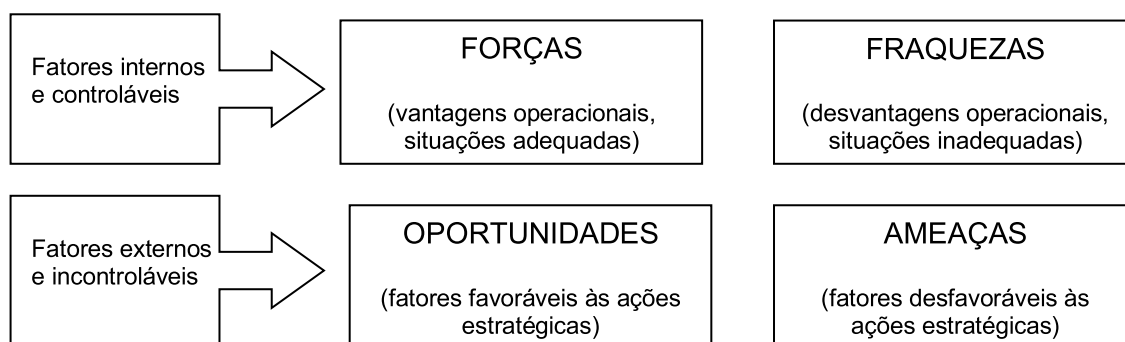 Fatores internos
e controláveis
FORÇAS
(vantagens operacionais,
situações adequadas)
FRAQUEZAS
(desvantagens operacionais,
situações inadequadas)
Fatores externos
e incontroláveis
OPORTUNIDADES
(fatores favoráveis às ações
estratégicas)
AMEAÇAS
(fatores desfavoráveis às
ações estratégicas)